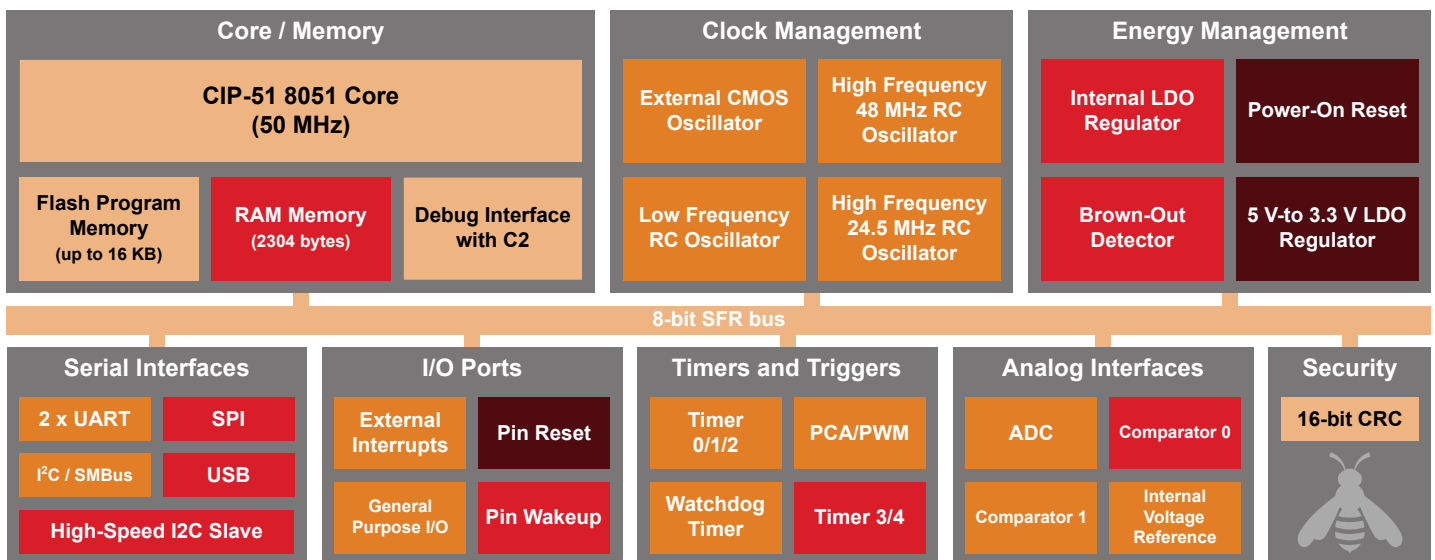 Core / Memory
CIP-51 8051 Core
(50 MHz)
Flash Program
Memory
(up to 16 KB)
RAM Memory
(2304 bytes)
Debug Interface
with C2
Clock Management
External CMOS
Oscillator
High Frequency
48 MHz RC
Oscillator
Low Frequency
RC Oscillator
High Frequency
24.5 MHz RC
Oscillator
Energy Management
Internal LDO
Regulator
Power-On Reset
Brown-Out
Detector
5 V-to 3.3 V LDO
Regulator
8-bit SFR bus
Serial Interfaces
2 x UART
SPI
I²C / SMBus
USB
High-Speed I2C Slave
I/O Ports
External
Interrupts
Pin Reset
General
Purpose I/O
Pin Wakeup
Timers and Triggers
Timer
0/1/2
PCA/PWM
Watchdog
Timer
Timer 3/4
Analog Interfaces
ADC
Comparator 0
Comparator 1
Internal
Voltage
Reference
Security
16-bit CRC